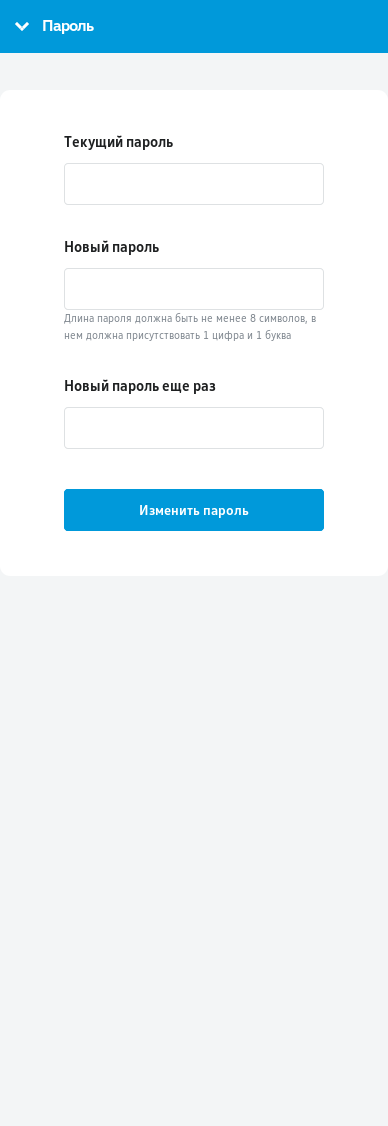 Пароль
Текущий пароль
Новый пароль
Длина пароля должна быть не менее 8 символов, в
нем должна присутствовать 1 цифра и 1 буква
Новый пароль еще раз
Изменить пароль